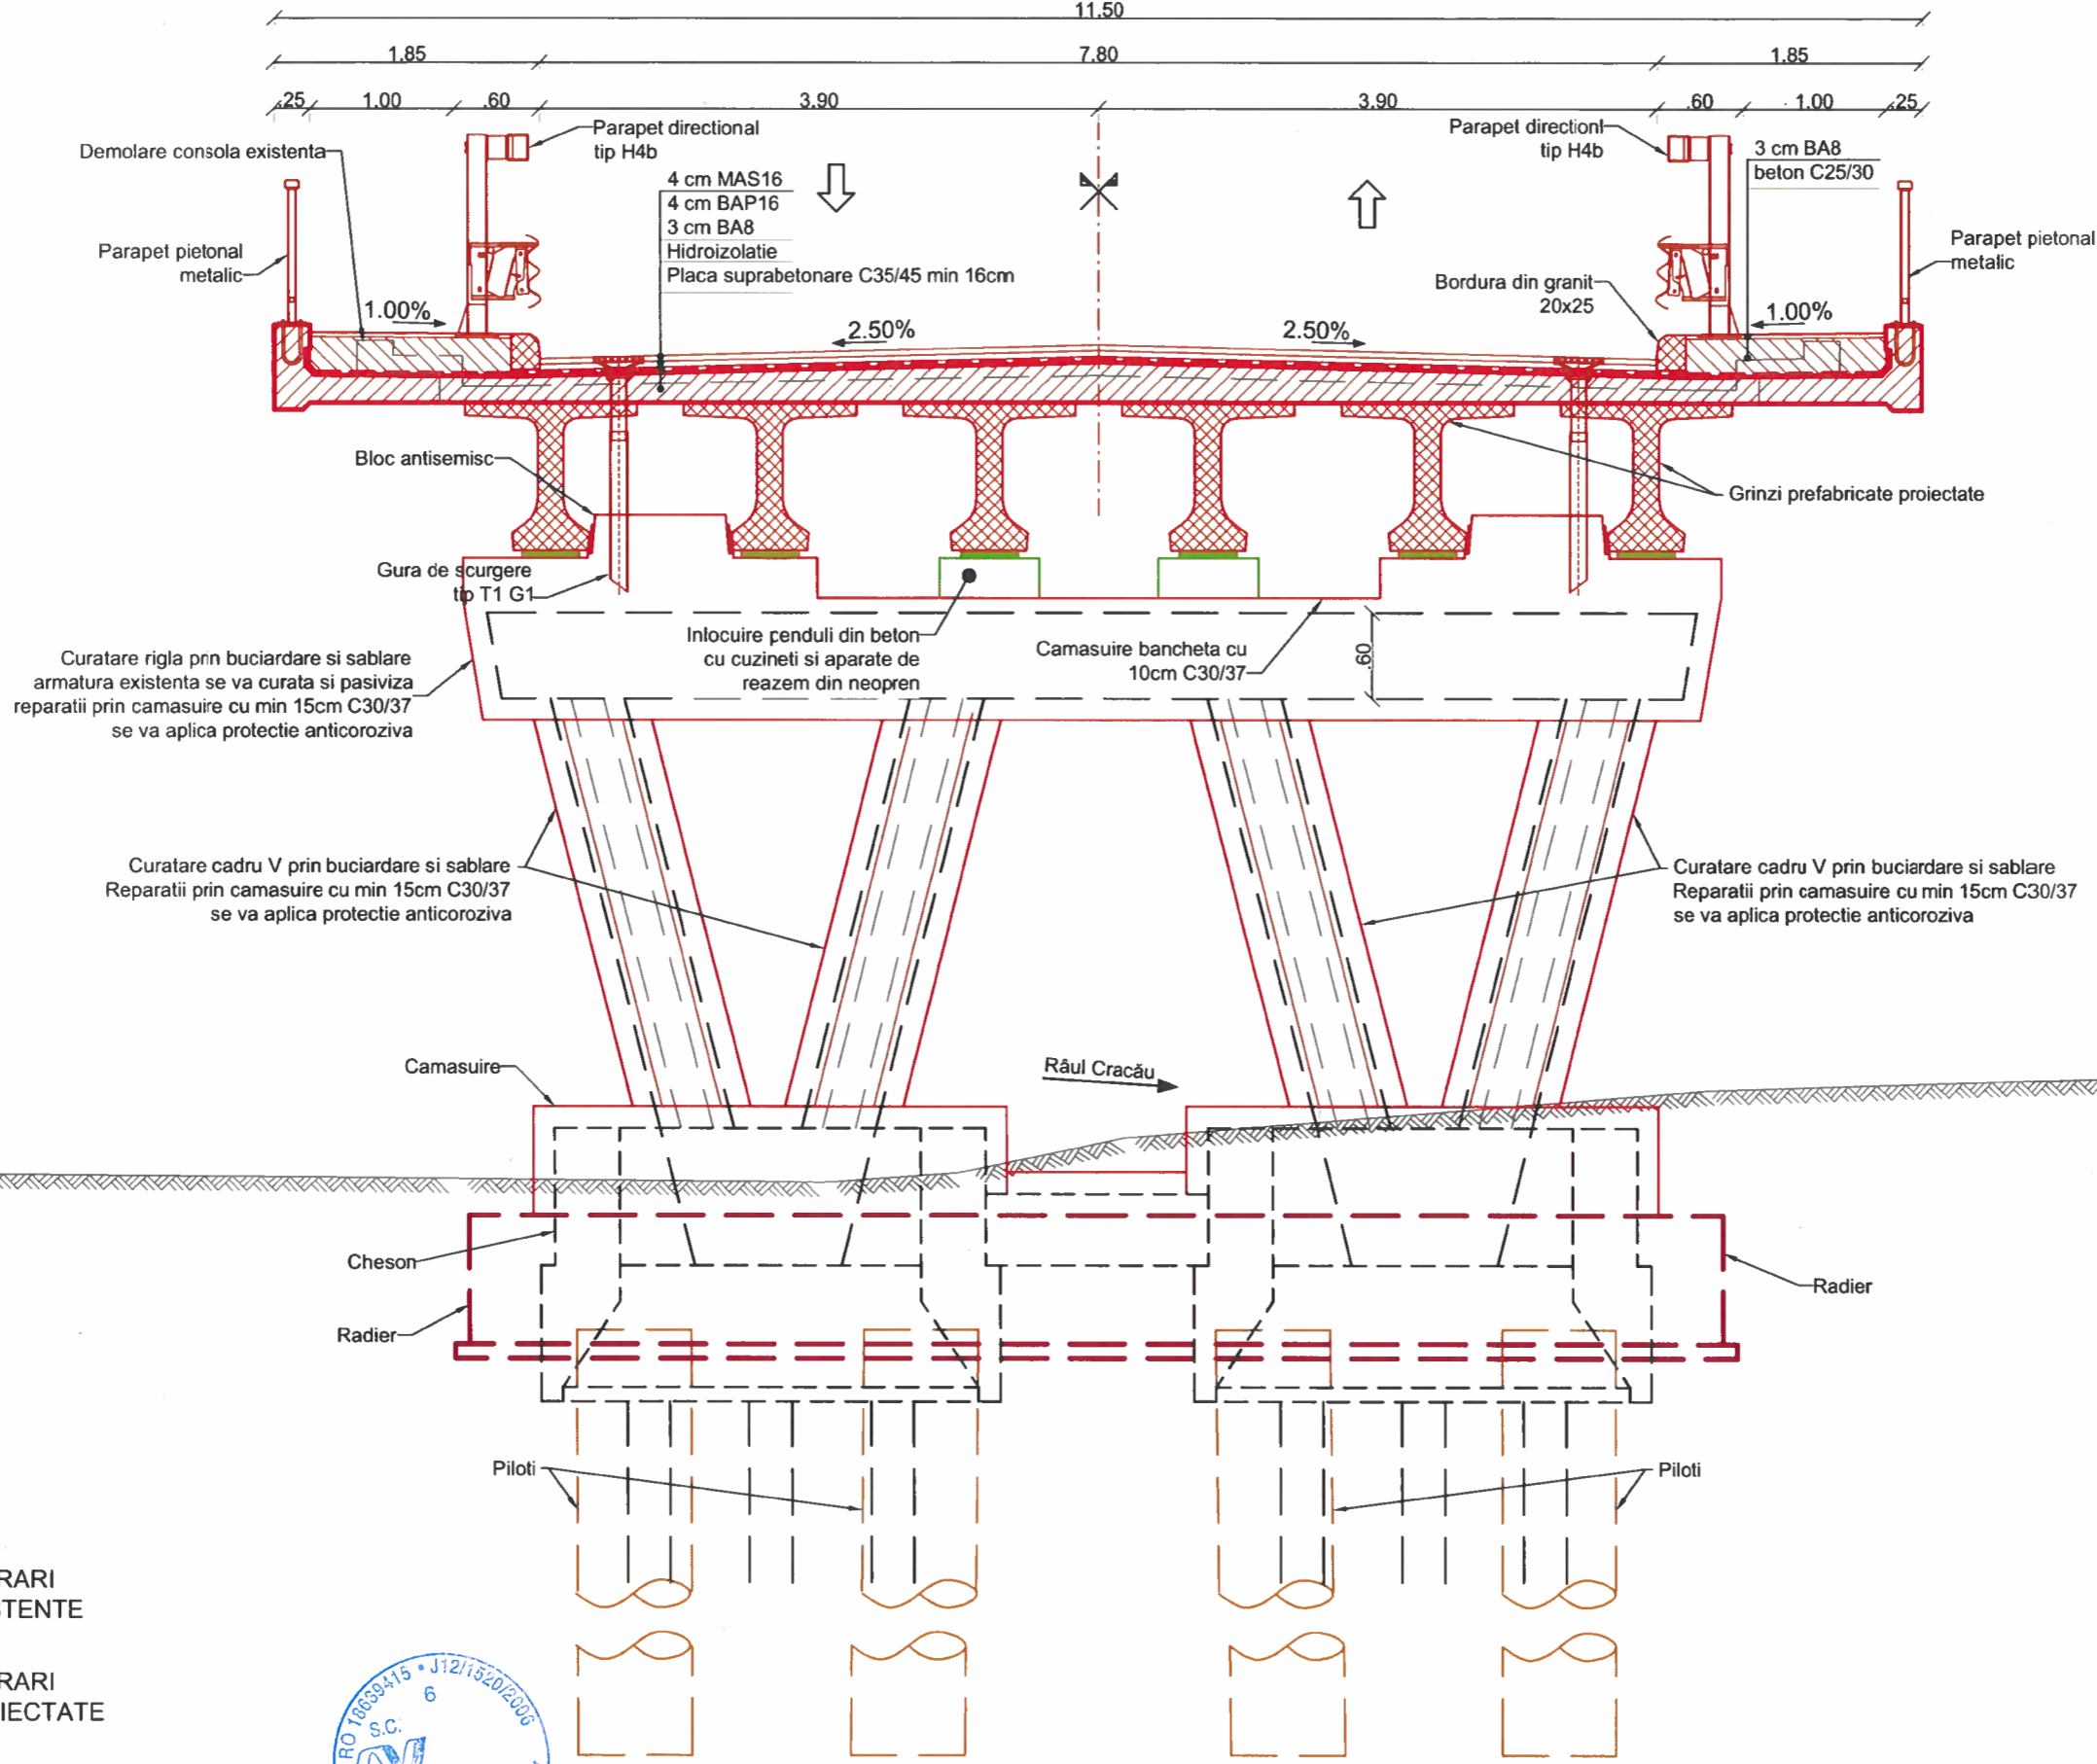 11.50
1.85
7.80
1.85
.25
1.00
.60
3.90
3.90
.60
1.00
.25
Parapet directional
tip H4b
Parapet directionl
tip H4b
Demolare consola existenta
3 cm BA8
beton C25/30
4 cm MAS16
4 cm BAP16
3 cm BA8
Hidroizolatie
Placa suprabetonare C35/45 min 16cm
Parapet pietonal
metalic
Parapet pietonal
metalic
Bordura din granit
20x25
1.00%
2.50%
2.50%
1.00%
Bloc antisemisc
Grinzi prefabricate proiectate
Gura de scurgere
tip T1 G1
Inlocuire penduli din beton
cu cuzineti si aparate de
reazem din neopren
Camasuire bancheta cu
10cm C30/37
.60
Curatare rigla prin buciardare si sablare
armatura existenta se va curata si pasiviza
reparatii prin camasuire cu min 15cm C30/37
se va aplica protectie anticoroziva
Curatare cadru V prin buciardare si sablare
Reparatii prin camasuire cu min 15cm C30/37
se va aplica protectie anticoroziva
Curatare cadru V prin buciardare si sablare
Reparatii prin camasuire cu min 15cm C30/37
se va aplica protectie anticoroziva
Camasuire
Râul Cracău
Cheson
Radier
Radier
Piloti
Piloti
RARI
STENTE
RARI
IECTATE
RO 18639415 • J12/1520/2006
6
S.C.